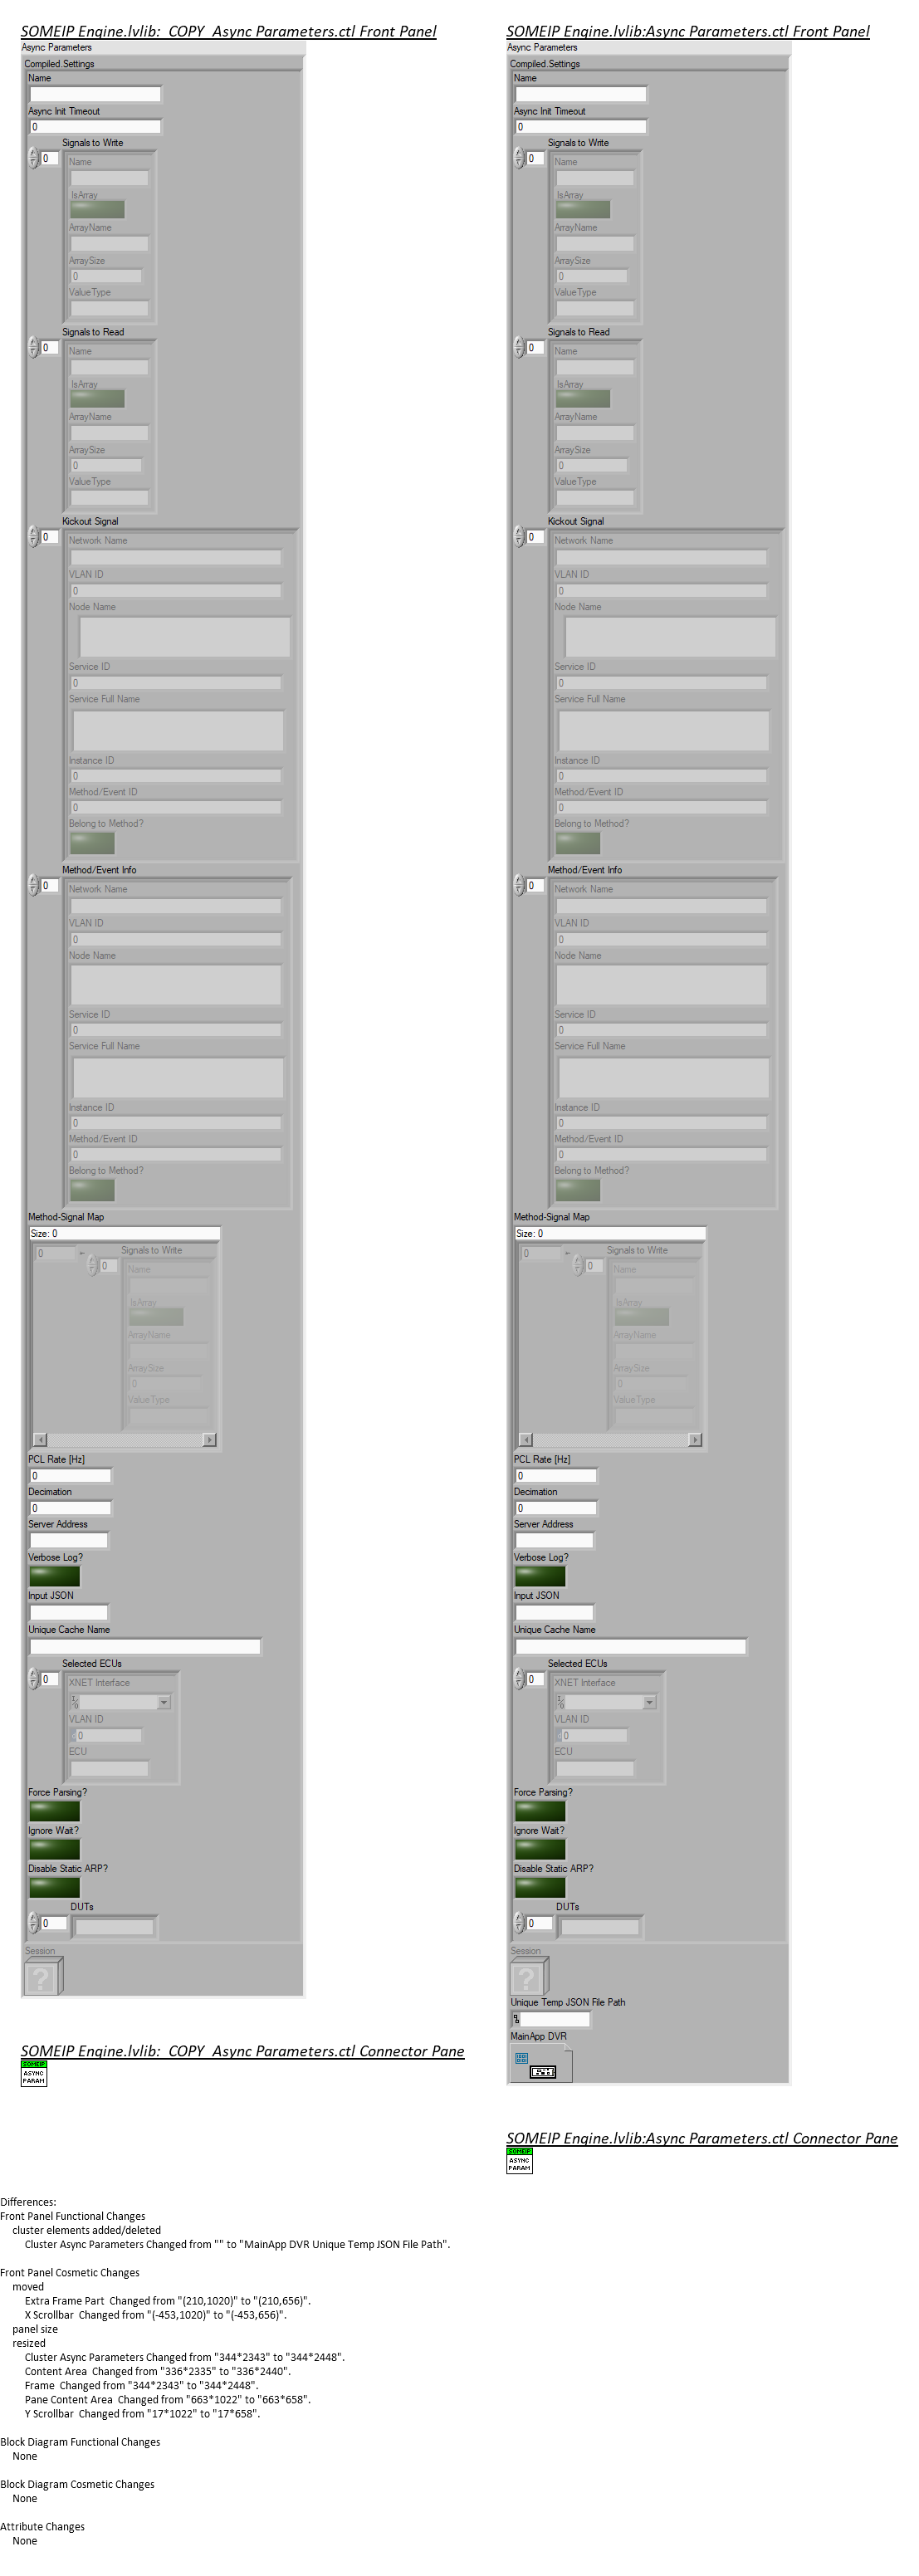 SOMEIP Engine.lvlib:_COPY_Async Parameters.ctl Front Panel
Async Parameters
Compiled.Settings
Name
Async Init Timeout
0
Signals to Write
0
Name
IsArray
ArrayName
ArraySize
0
ValueType
Signals to Read
0
Name
IsArray
ArrayName
ArraySize
0
ValueType
Kickout Signal
0
Network Name
VLAN ID
0
Node Name
Service ID
0
Service Full Name
Instance ID
0
Method/Event ID
0
Belong to Method?
Method/Event Info
0
Network Name
VLAN ID
0
Node Name
Service ID
0
Service Full Name
Instance ID
0
Method/Event ID
0
Belong to Method?
Method-Signal Map
Size: 0
0
Signals to Write
0
Name
IsArray
ArrayName
ArraySize
0
ValueType
PCL Rate [Hz]
0
Decimation
0
Server Address
Verbose Log?
Input JSON
Unique Cache Name
Selected ECUs
0
XNET Interface
VLAN ID
0
ECU
Force Parsing?
Ignore Wait?
Disable Static ARP?
DUTs
0
Session
?
SOMEIP Engine.lvlib:_COPY_Async Parameters.ctl Connector Pane
SOMEIP
ASYNC
PARAM
SOMEIP Engine.lvlib:Async Parameters.ctl Front Panel
Async Parameters
Compiled.Settings
Name
Async Init Timeout
0
Signals to Write
0
Name
IsArray
ArrayName
ArraySize
0
ValueType
Signals to Read
0
Name
IsArray
ArrayName
ArraySize
0
ValueType
Kickout Signal
0
Network Name
VLAN ID
0
Node Name
Service ID
0
Service Full Name
Instance ID
0
Method/Event ID
0
Belong to Method?
Method/Event Info
0
Network Name
VLAN ID
0
Node Name
Service ID
0
Service Full Name
Instance ID
0
Method/Event ID
0
Belong to Method?
Method-Signal Map
Size: 0
0
Signals to Write
0
Name
IsArray
ArrayName
ArraySize
0
ValueType
PCL Rate [Hz]
0
Decimation
0
Server Address
Verbose Log?
Input JSON
Unique Cache Name
Selected ECUs
0
XNET Interface
VLAN ID
0
ECU
Force Parsing?
Ignore Wait?
Disable Static ARP?
DUTs
0
Session
?
Unique Temp JSON File Path
MainApp DVR
SOMEIP Engine.lvlib:Async Parameters.ctl Connector Pane
SOMEIP
ASYNC
PARAM
Differences:
Front Panel Functional Changes
cluster elements added/deleted
Cluster Async Parameters Changed from "" to "MainApp DVR Unique Temp JSON File Path".
Front Panel Cosmetic Changes
moved
Extra Frame Part  Changed from "(210,1020)" to "(210,656)".
X Scrollbar  Changed from "(-453,1020)" to "(-453,656)".
panel size
resized
Cluster Async Parameters Changed from "344*2343" to "344*2448".
Content Area  Changed from "336*2335" to "336*2440".
Frame  Changed from "344*2343" to "344*2448".
Pane Content Area  Changed from "663*1022" to "663*658".
Y Scrollbar  Changed from "17*1022" to "17*658".
Block Diagram Functional Changes
None
Block Diagram Cosmetic Changes
None
Attribute Changes
None